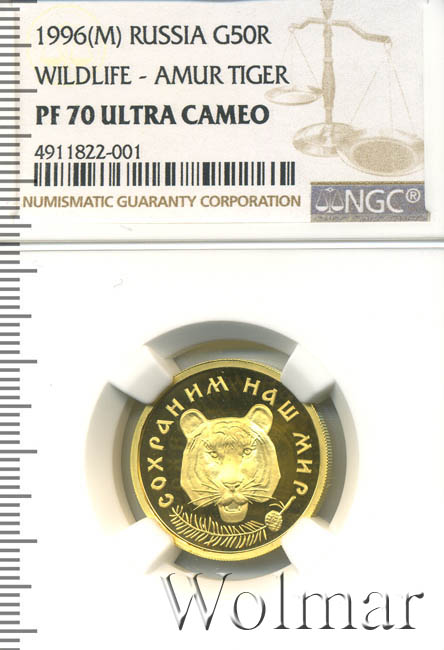 1996(M) RUSSIA G50R
WILDLIFE - AMUR TIGER
PF 70 ULTRA CAMEO
4911822-001
NUMISMATIC GUARANTY CORPORATION
NGC®
СОХРАНИМ НАШ МИР
Wolmar